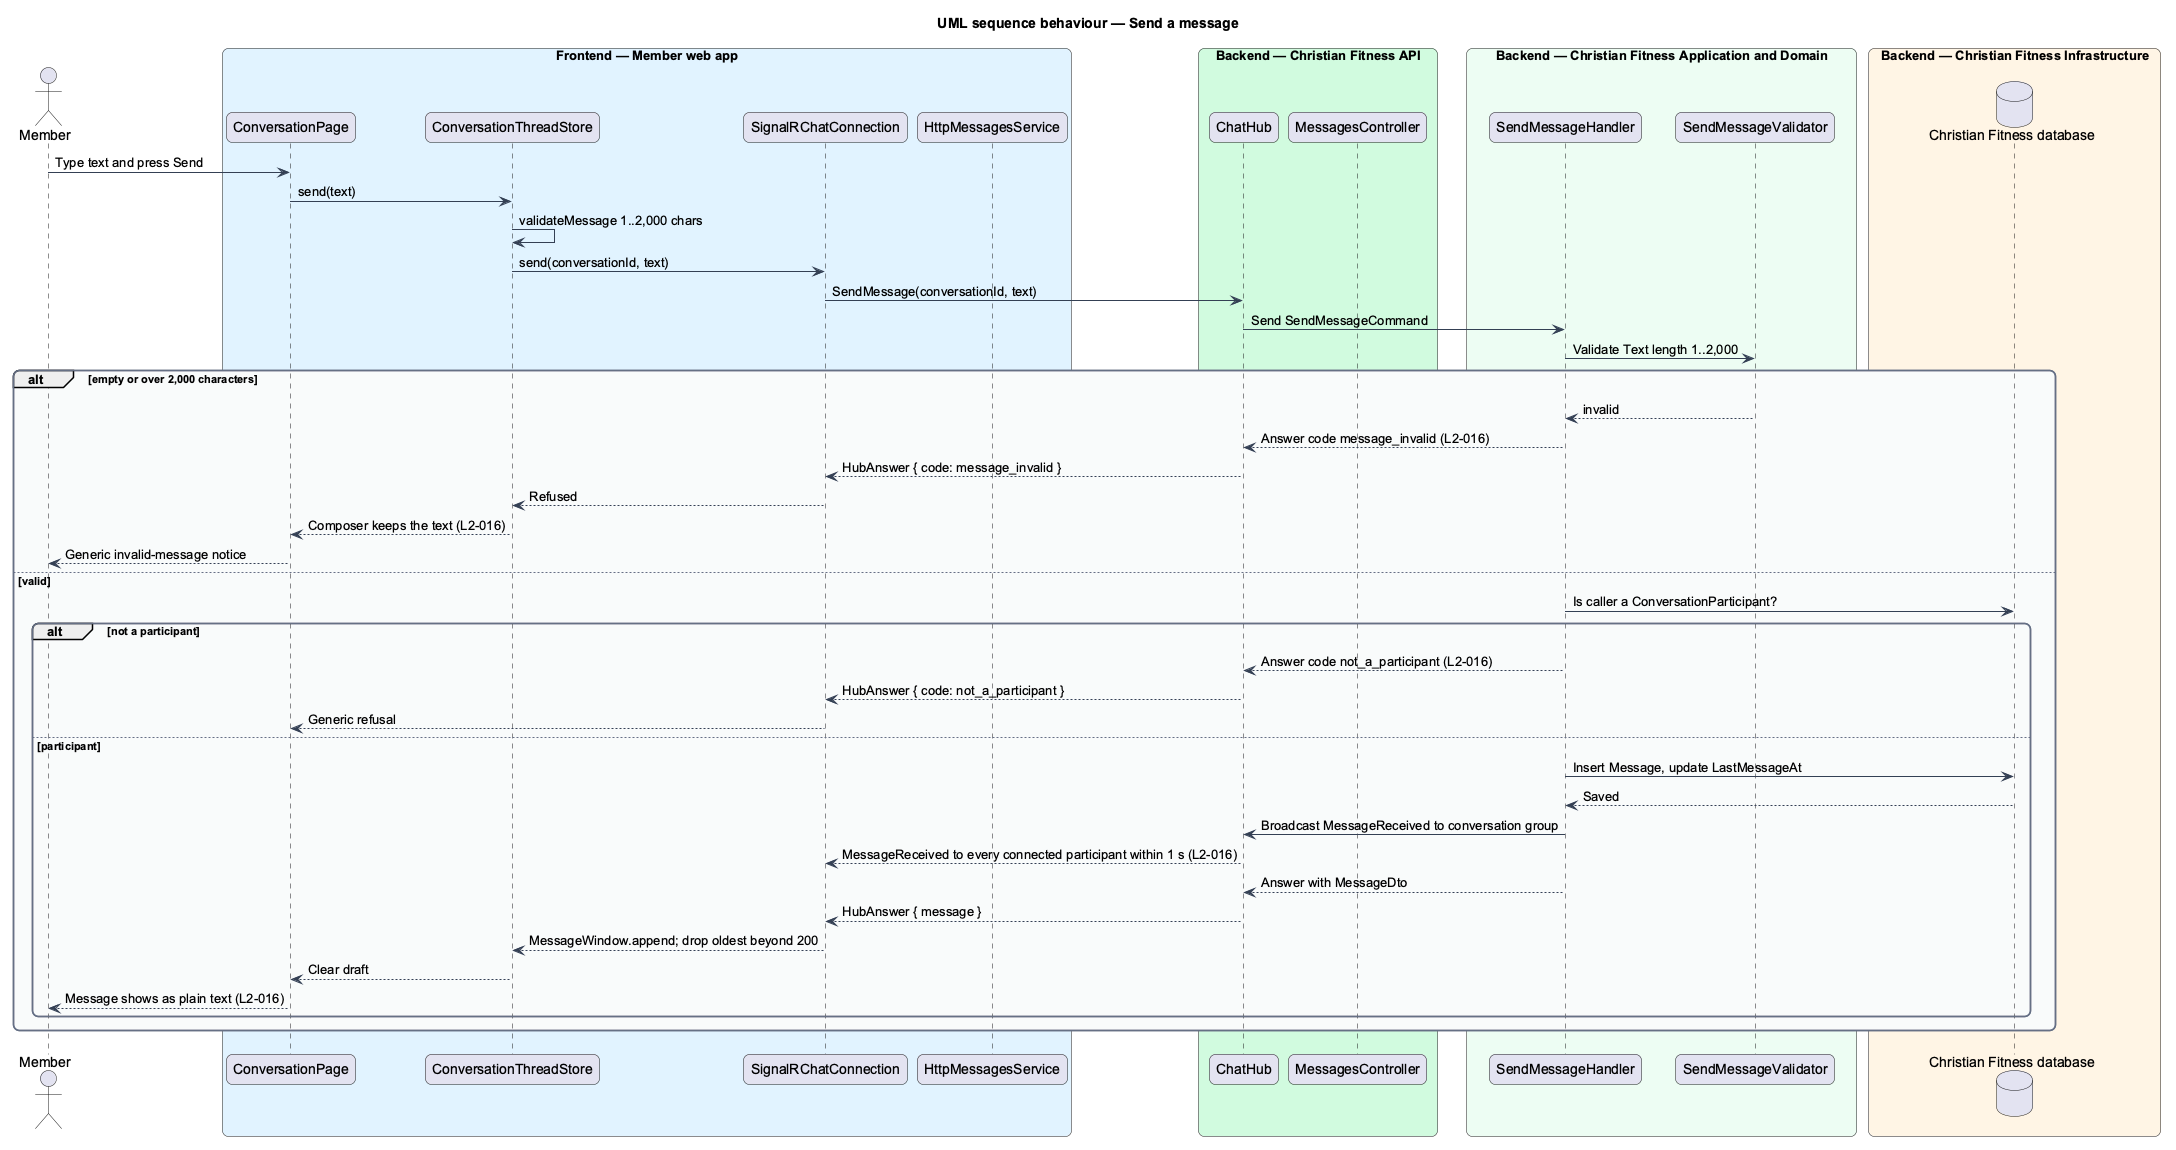 UML sequence behaviour — Send a message
Frontend — Member web app
Backend — Christian Fitness API
Backend — Christian Fitness Application and Domain
Backend — Christian Fitness Infrastructure
Member
ConversationPage
ConversationThreadStore
SignalRChatConnection
HttpMessagesService
ChatHub
MessagesController
SendMessageHandler
SendMessageValidator
Christian Fitness database
Type text and press Send
send(text)
validateMessage 1..2,000 chars
send(conversationId, text)
SendMessage(conversationId, text)
Send SendMessageCommand
Validate Text length 1..2,000
alt
[empty or over 2,000 characters]
invalid
Answer code message_invalid (L2-016)
HubAnswer { code: message_invalid }
Refused
Composer keeps the text (L2-016)
Generic invalid-message notice
[valid]
Is caller a ConversationParticipant?
alt
[not a participant]
Answer code not_a_participant (L2-016)
HubAnswer { code: not_a_participant }
Generic refusal
[participant]
Insert Message, update LastMessageAt
Saved
Broadcast MessageReceived to conversation group
MessageReceived to every connected participant within 1 s (L2-016)
Answer with MessageDto
HubAnswer { message }
MessageWindow.append; drop oldest beyond 200
Clear draft
Message shows as plain text (L2-016)
Member
ConversationPage
ConversationThreadStore
SignalRChatConnection
HttpMessagesService
ChatHub
MessagesController
SendMessageHandler
SendMessageValidator
Christian Fitness database